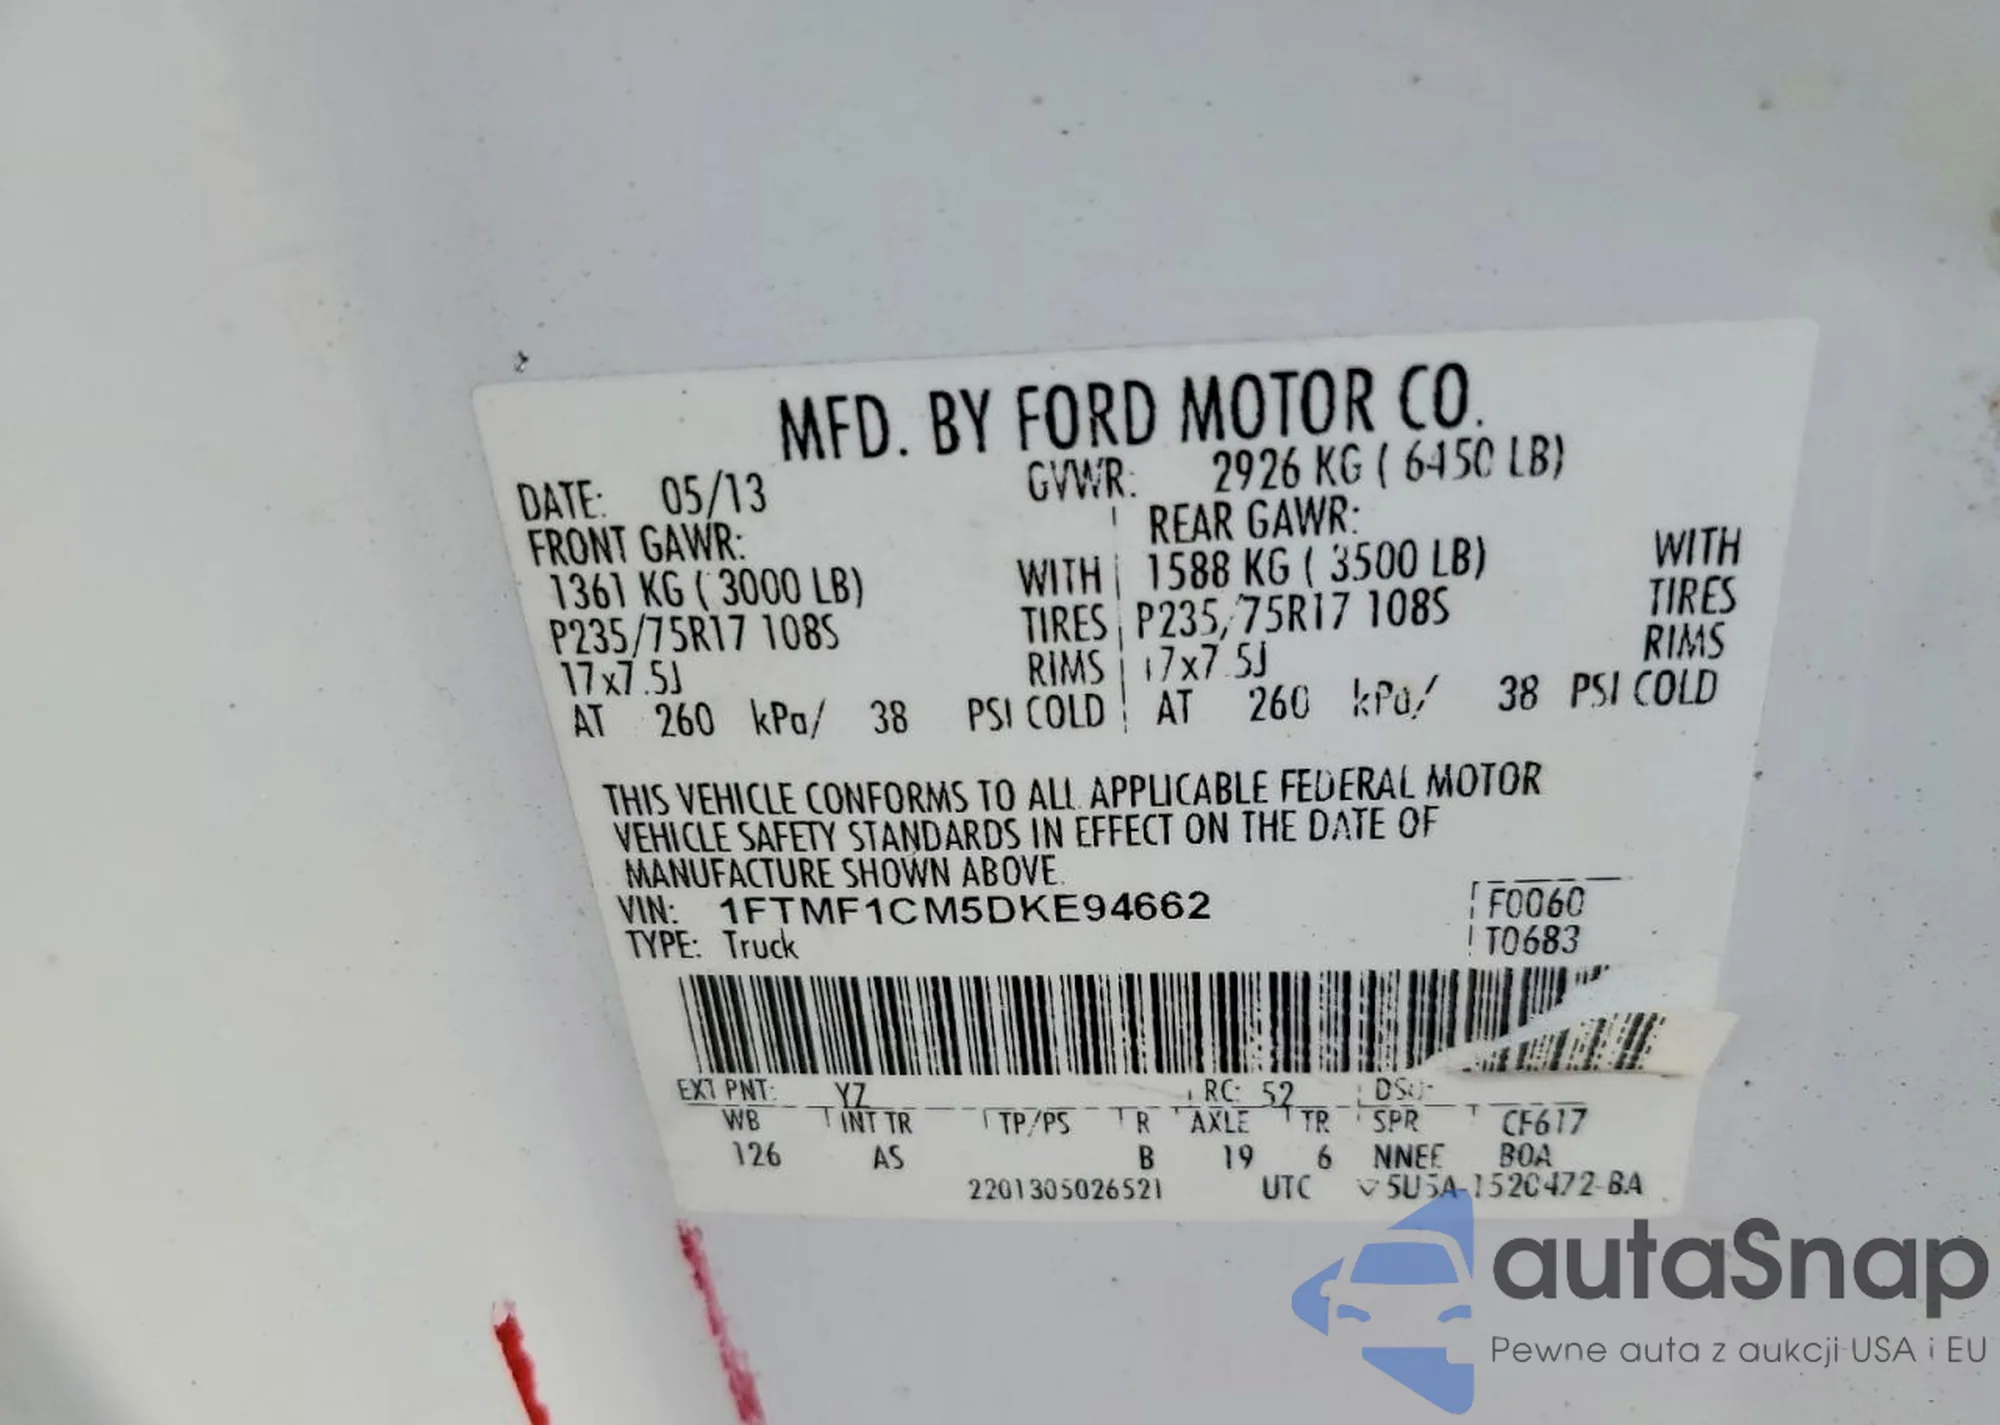 MFD. BY FORD MOTOR CO.
DATE: 05/13 GVWR: 2926 KG ( 6450 LB)
FRONT GAWR: REAR GAWR:
1361 KG ( 3000 LB) WITH 1588 KG ( 3500 LB) WITH
P235/75R17 108S TIRES P235/75R17 108S TIRES
17x7.5J RIMS 17x7.5J RIMS
AT 260 kPa/ 38 PSI COLD AT 260 kPa/ 38 PSI COLD
THIS VEHICLE CONFORMS TO ALL APPLICABLE FEDERAL MOTOR
VEHICLE SAFETY STANDARDS IN EFFECT ON THE DATE OF
MANUFACTURE SHOWN ABOVE.
VIN: 1FTMF1CM5DKE94662 F0060
TYPE: Truck T0683
EXT PNT: YZ RC: 52 DSO:
WB INT TR TP/PS R AXLE TR SPR CF617
126 AS B 19 6 NNEE BOA
2201305026521 UTC 5U5A-1520472-BA
autaSnap
Pewne auta z aukcji USA i EU